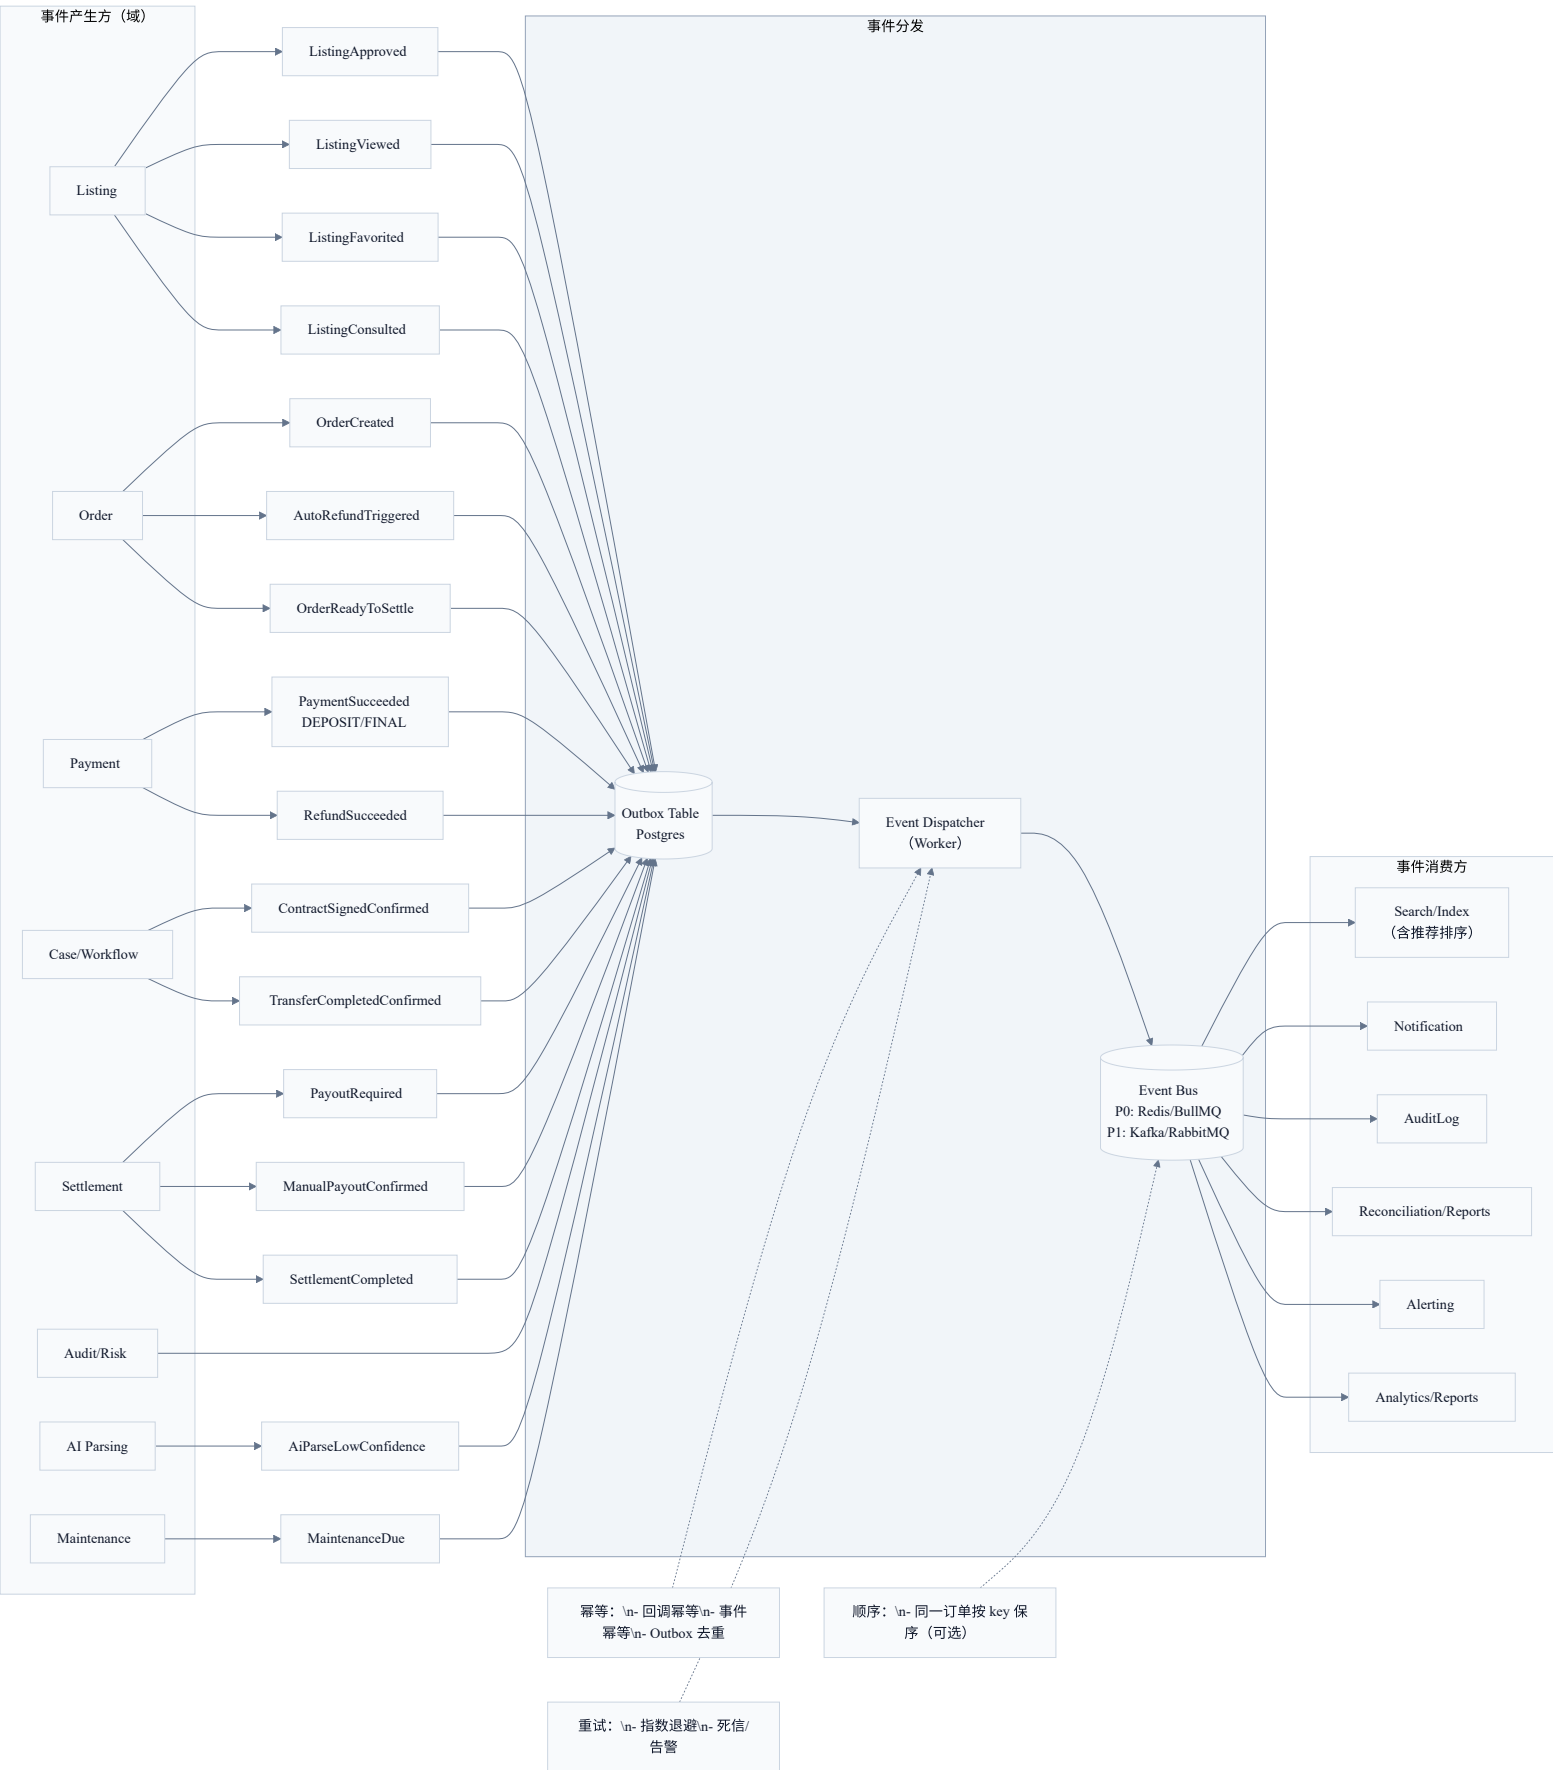 事件产生方（域）
Listing
Order
Payment
Case/Workflow
Settlement
Audit/Risk
AI Parsing
Maintenance
ListingApproved
ListingViewed
ListingFavorited
ListingConsulted
OrderCreated
AutoRefundTriggered
OrderReadyToSettle
PaymentSucceeded
DEPOSIT/FINAL
RefundSucceeded
ContractSignedConfirmed
TransferCompletedConfirmed
PayoutRequired
ManualPayoutConfirmed
SettlementCompleted
AiParseLowConfidence
MaintenanceDue
事件分发
Outbox Table
Postgres
Event Dispatcher
（Worker）
Event Bus
P0: Redis/BullMQ
P1: Kafka/RabbitMQ
事件消费方
Search/Index
（含推荐排序）
Notification
AuditLog
Reconciliation/Reports
Alerting
Analytics/Reports
幂等：\n- 回调幂等\n- 事件
幂等\n- Outbox 去重
顺序：\n- 同一订单按 key 保
序（可选）
重试：\n- 指数退避\n- 死信/
告警